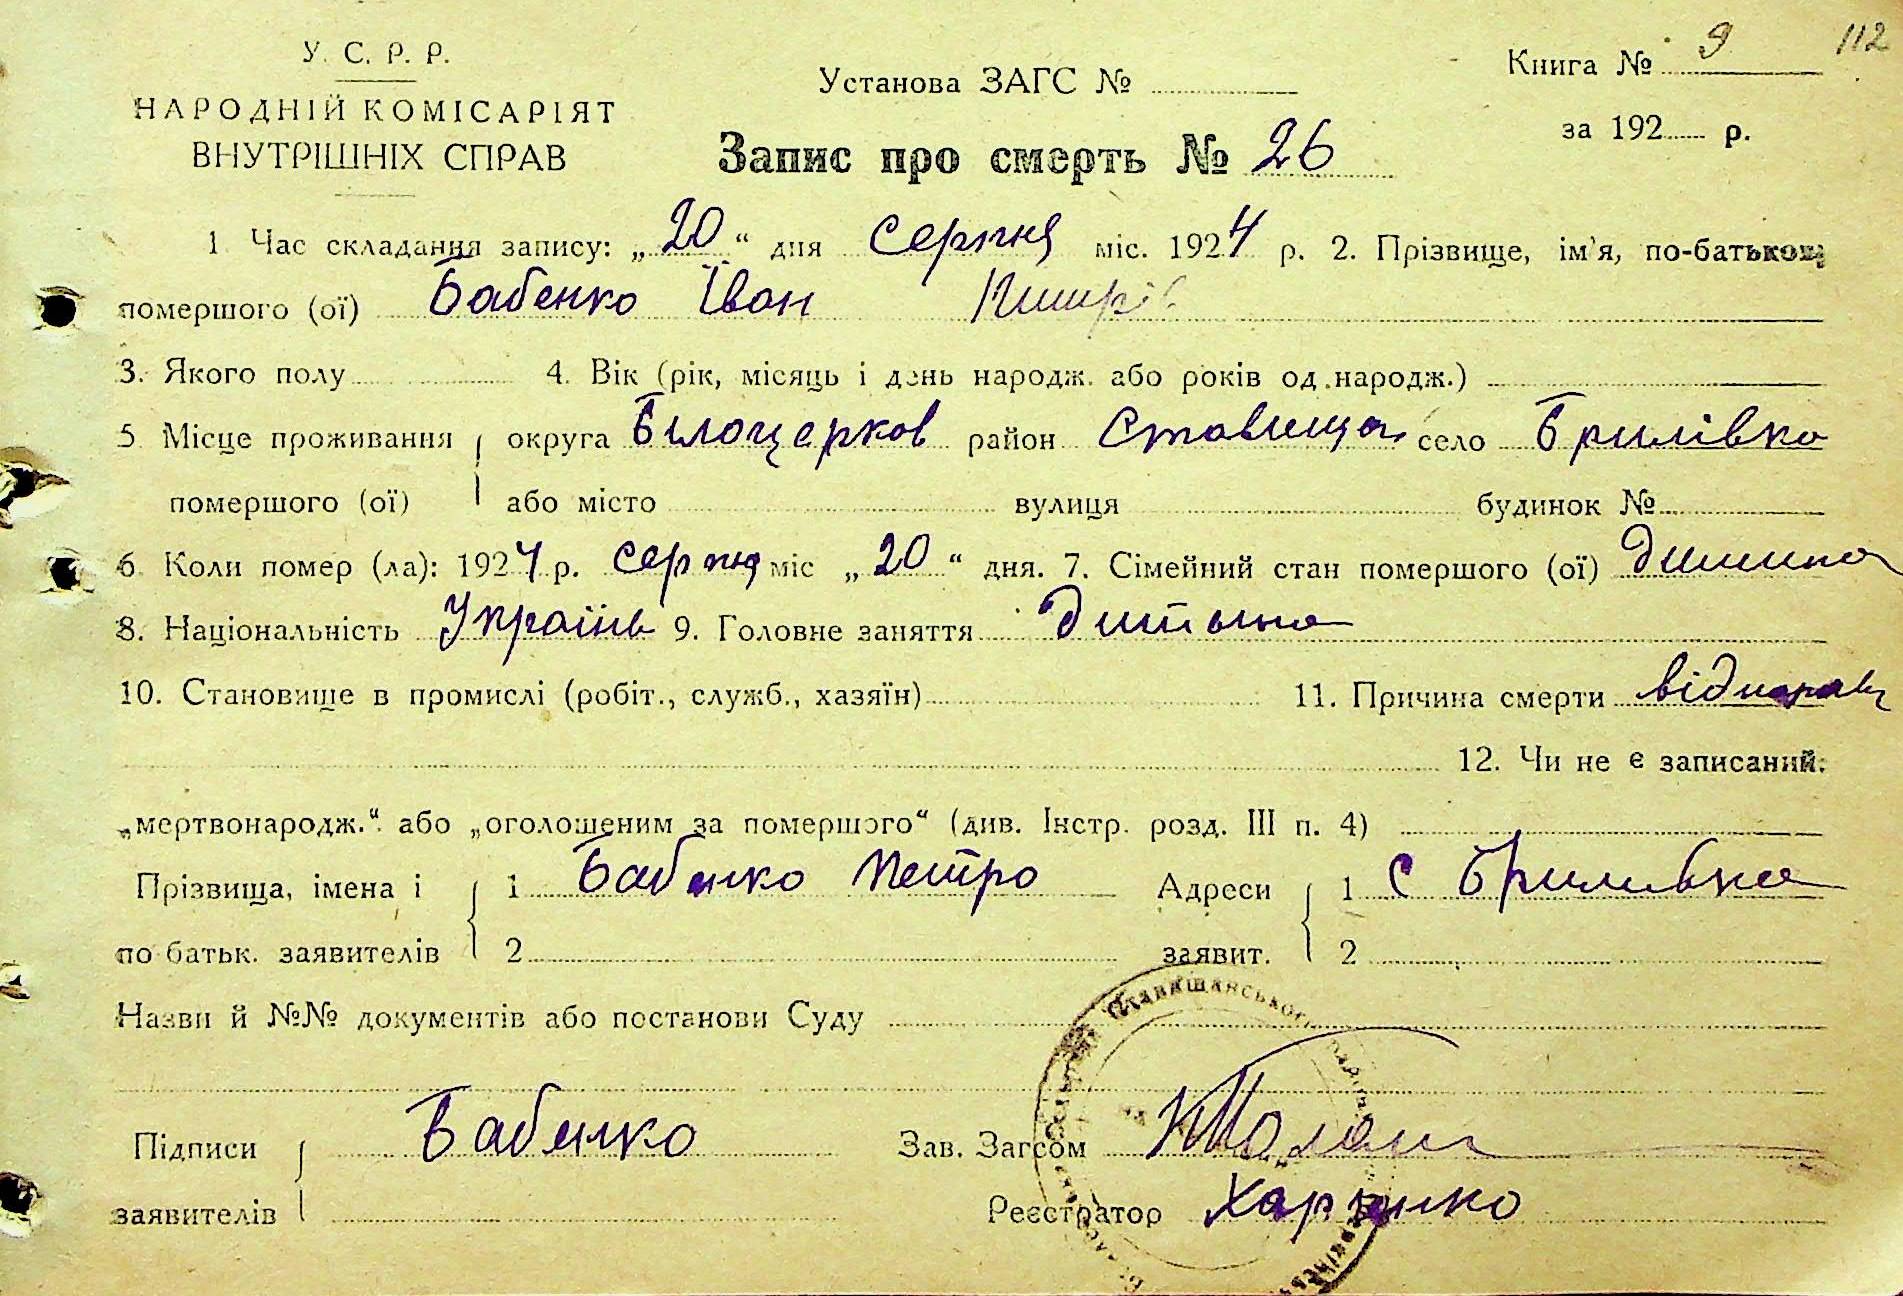 112
У. С. Р. Р.
НАРОДНІЙ КОМІСАРІЯТ
ВНУТРІШНІХ СПРАВ
Установа ЗАГС №
Книга № 9
за 192 р.
Запис про смерть № 26
1 Час складання запису: „20“ дня серпня міс. 1924 р. 2. Прізвище, ім'я, по-батькові
помершого (ої) Бабенко Іван
3. Якого полу 4. Вік (рік, місяць і день народж. або років од народж.)
5 Місце проживання округа Білоцерков район Ставища село Брилівка
помершого (ої) або місто вулиця будинок №
6 Коли помер (ла): 1924 р. серпня міс „20“ дня. 7. Сімейний стан помершого (ої) дитина
8. Національність Україньь 9. Головне заняття Дитына
10. Становище в промислі (робіт., служб., хазяїн) 11. Причина смерти
12. Чи не є записаний
„мертвонародж.“ або „оголошеним за помершого“ (див. Інстр. розд. III п. 4)
Прізвища, імена і 1 Бабенко Петро Адреси 1 с Брилівка
по батьк. заявителів 2 заявит. 2
Назви й №№ документів або постанови Суду
Підписи Бабенко Зав. Загсом
заявителів Реєстратор Харченко
Ставищанського